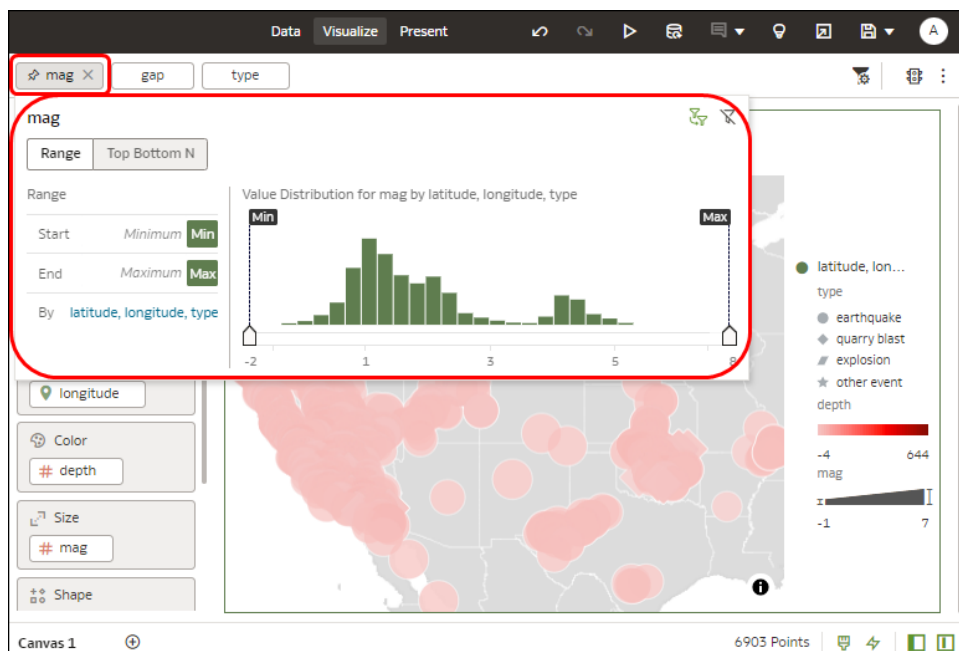 Data Visualize Present A
mag gap type
mag
Range Top Bottom N
Range
Value Distribution for mag by latitude, longitude, type
Min Max
Start Minimum Min
End Maximum Max
By latitude, longitude, type
-2 1 3 5 8
longitude
Color
# depth
Size
# mag
Shape
latitude, lon...
type
earthquake
quarry blast
explosion
other event
depth
-4 644
mag
-1 7
Canvas 1
6903 Points